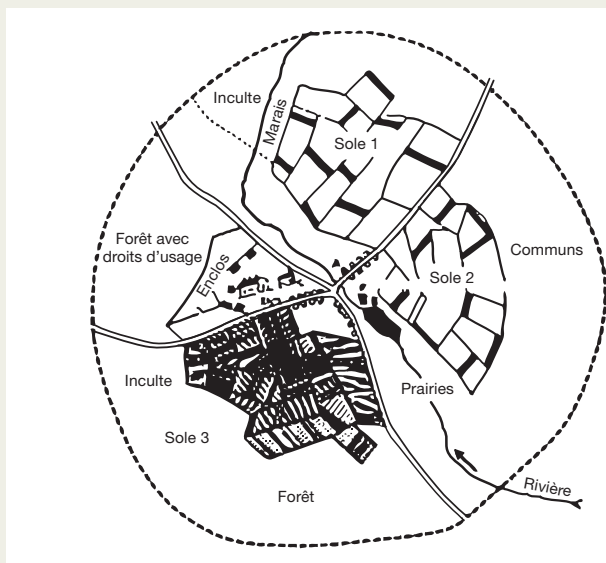 Inculte
Marais
Sole 1
Forêt avec
droits d'usage
Enclos
Communs
Sole 2
Inculte
Prairies
Sole 3
Forêt
Rivière